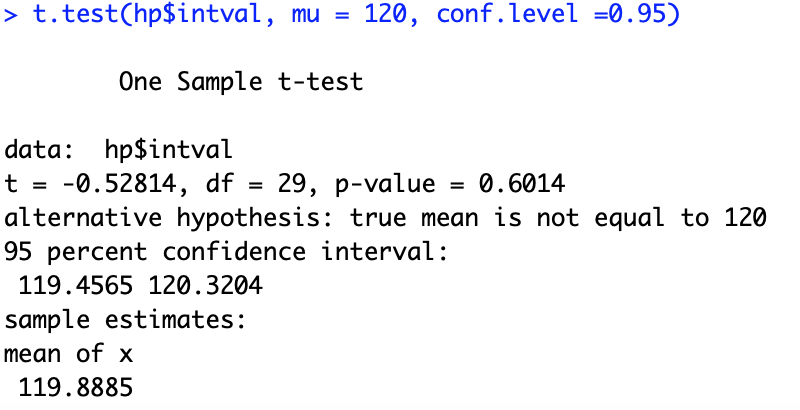 > t.test(hp$intval, mu = 120, conf.level =0.95)
One Sample t-test
data:  hp$intval
t = -0.52814, df = 29, p-value = 0.6014
alternative hypothesis: true mean is not equal to 120
95 percent confidence interval:
119.4565 120.3204
sample estimates:
mean of x
119.8885